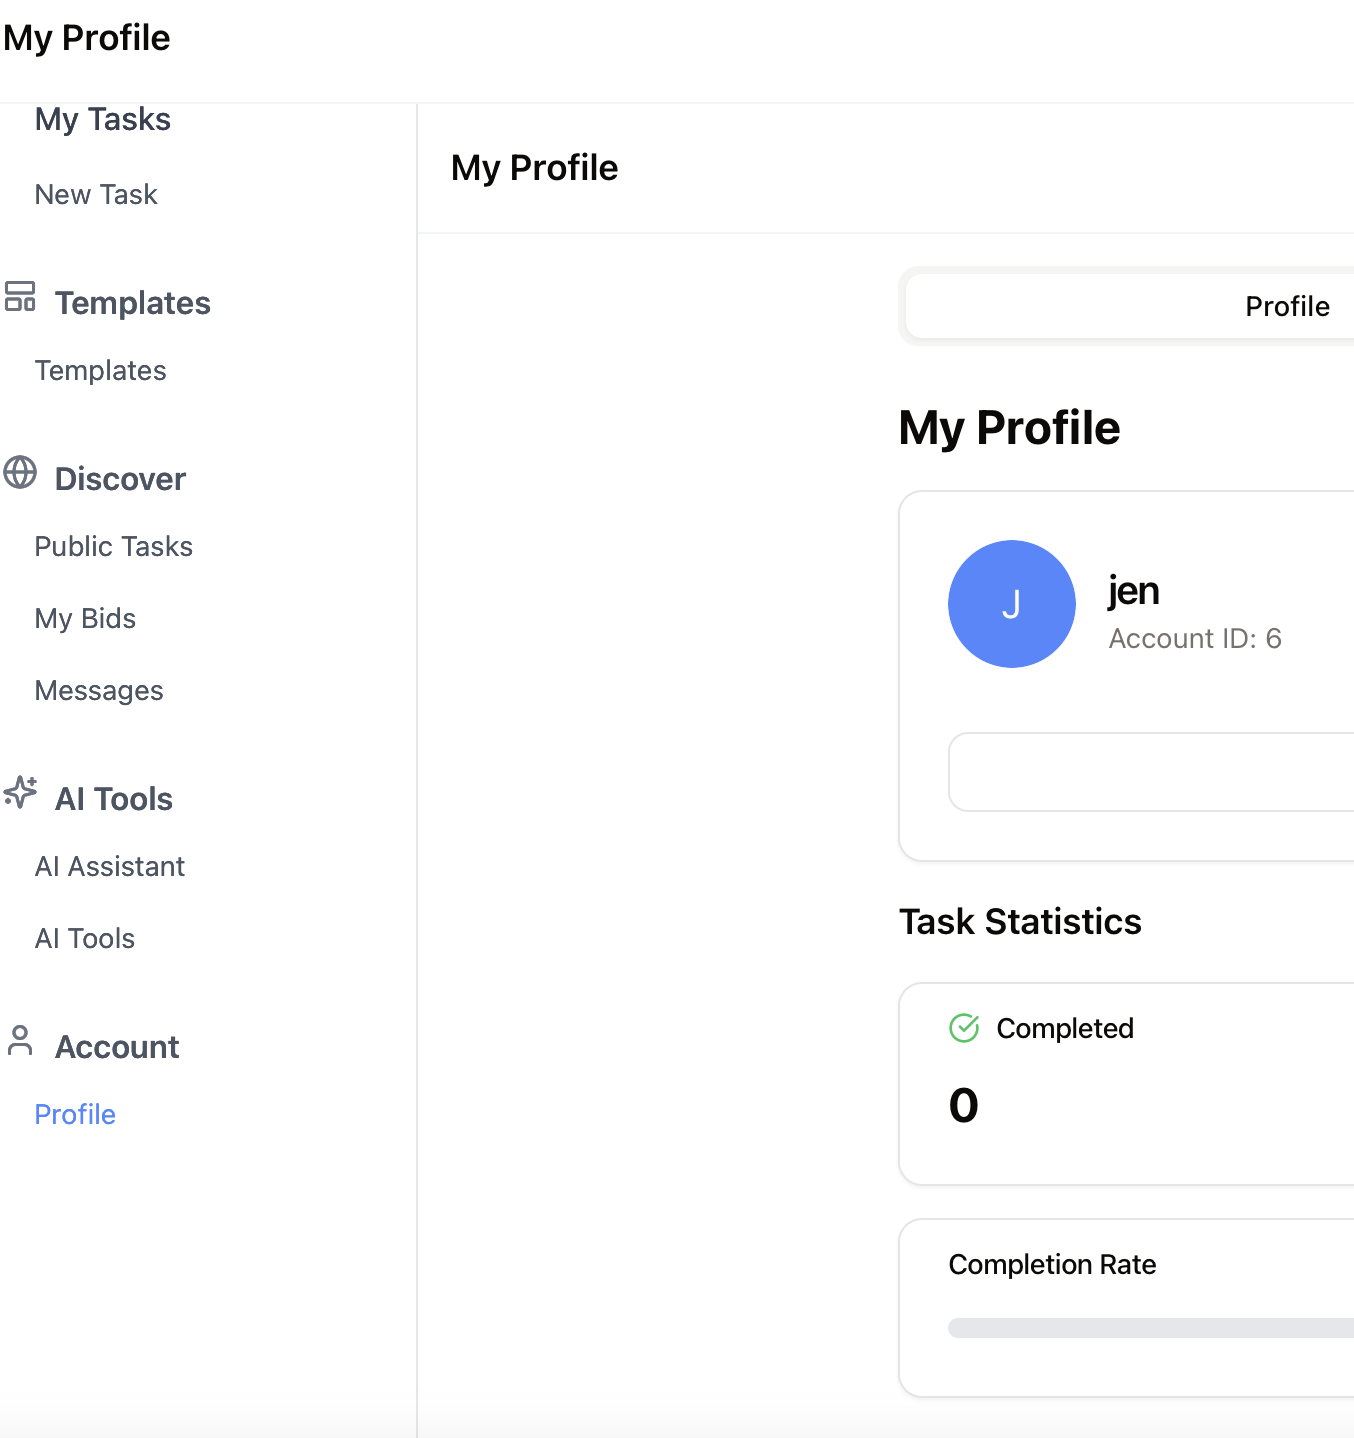 My Profile
My Tasks
New Task
Templates
Templates
Discover
Public Tasks
My Bids
Messages
AI Tools
AI Assistant
AI Tools
Account
Profile
My Profile
Profile
My Profile
J
jen
Account ID: 6
Task Statistics
Completed
0
Completion Rate